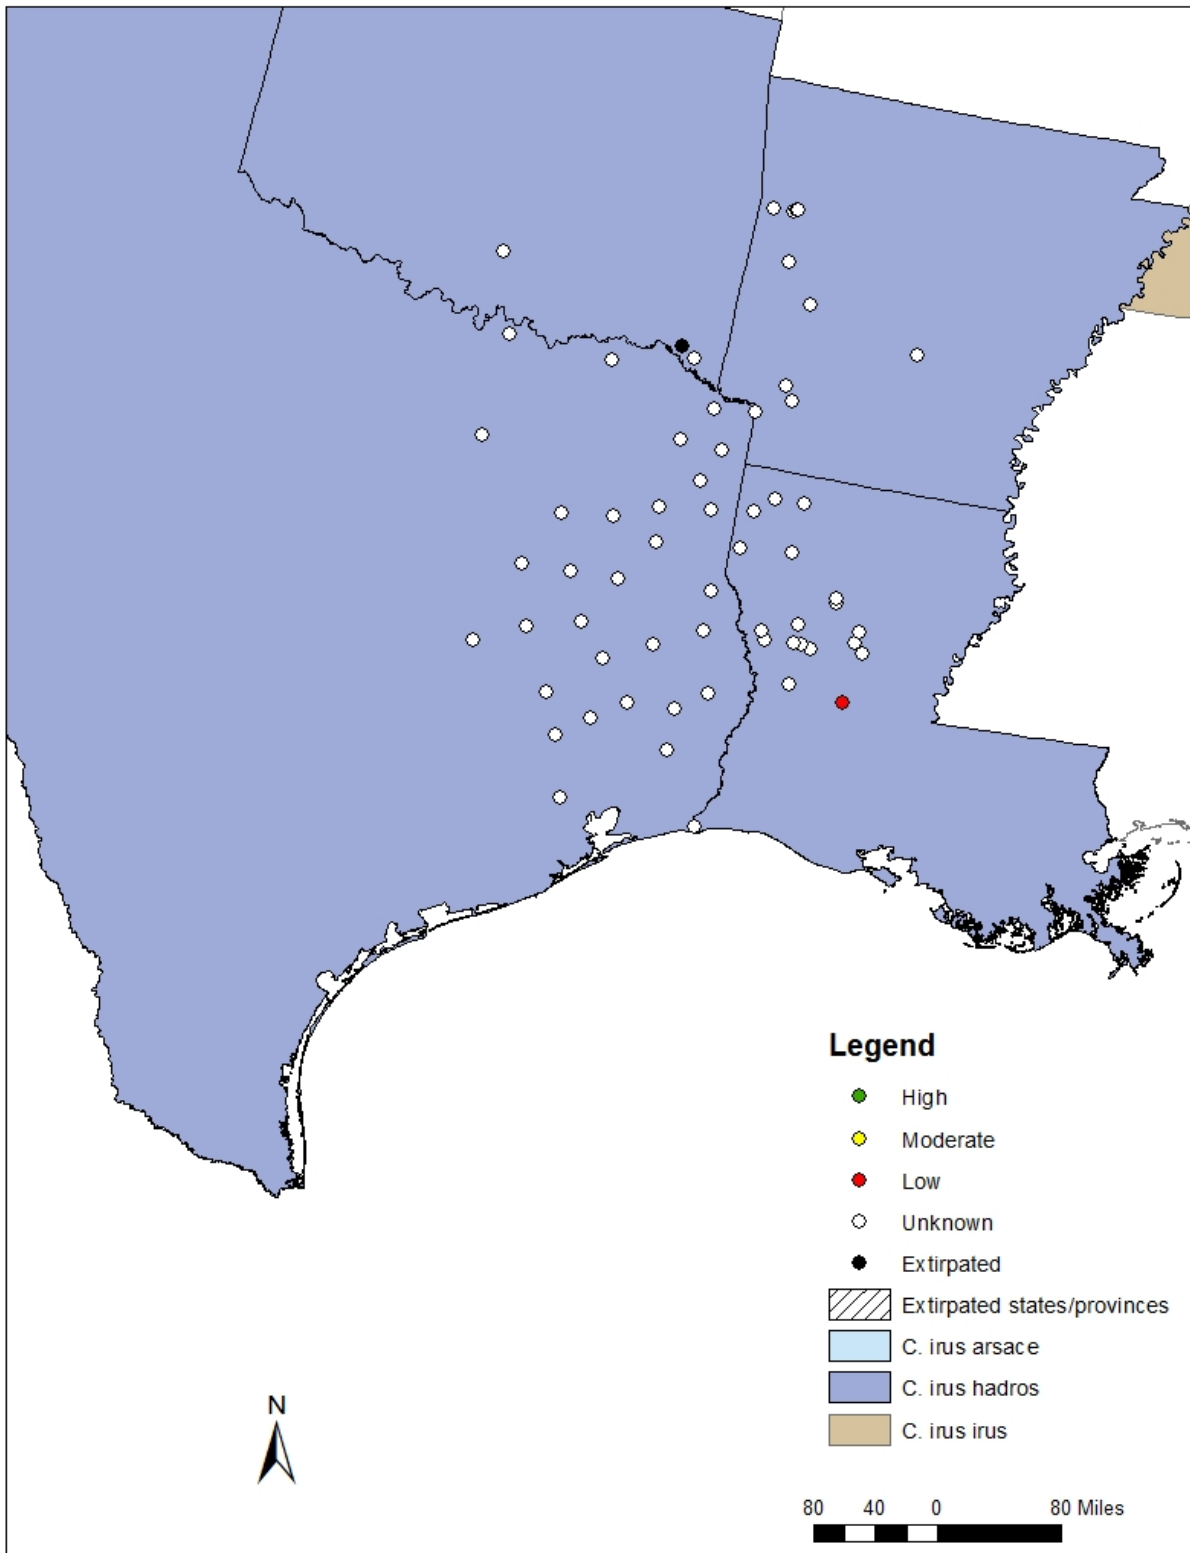 Legend
High
Moderate
Low
Unknown
Extirpated
Extirpated states/provinces
C. irus arsace
C. irus hadros
C. irus irus
N
80 40 0 80 Miles